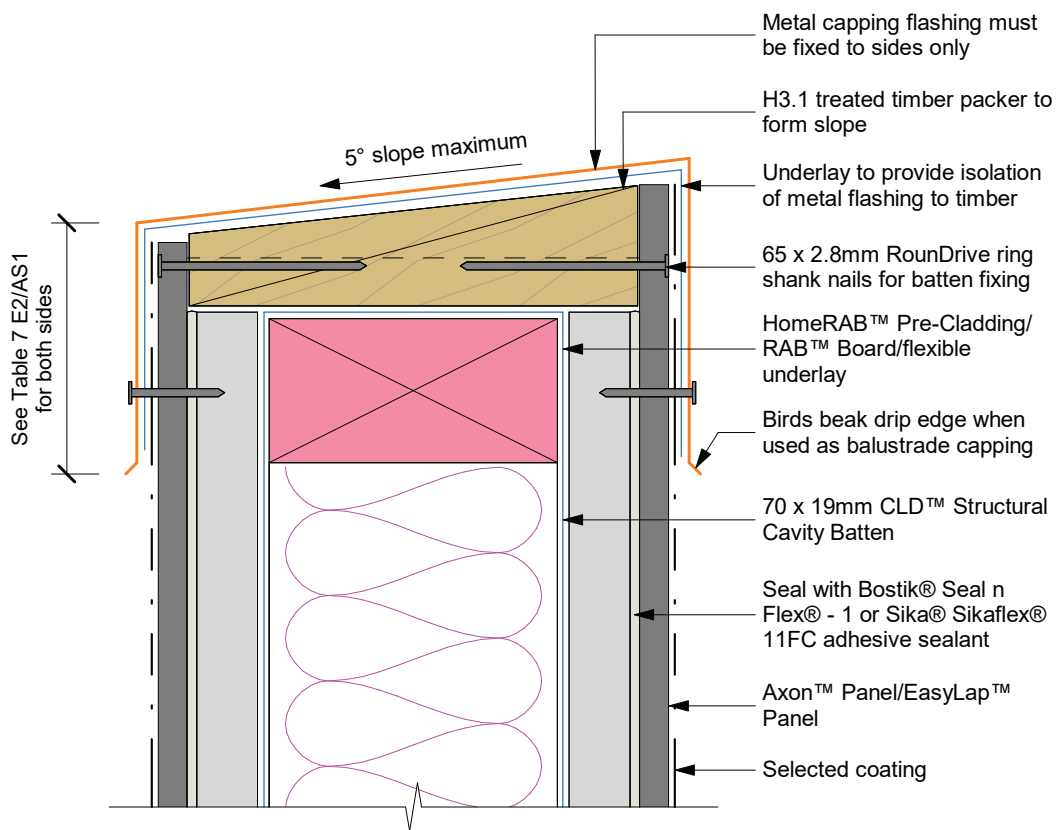 Metal capping flashing must
be fixed to sides only
H3.1 treated timber packer to
form slope
5° slope maximum
Underlay to provide isolation
of metal flashing to timber
65 x 2.8mm RounDrive ring
shank nails for batten fixing
See Table 7 E2/AS1
for both sides
HomeRAB™ Pre-Cladding/
RAB™ Board/flexible
underlay
Birds beak drip edge when
used as balustrade capping
70 x 19mm CLD™ Structural
Cavity Batten
Seal with Bostik® Seal n
Flex® - 1 or Sika® Sikaflex®
11FC adhesive sealant
Axon™ Panel/EasyLap™
Panel
Selected coating